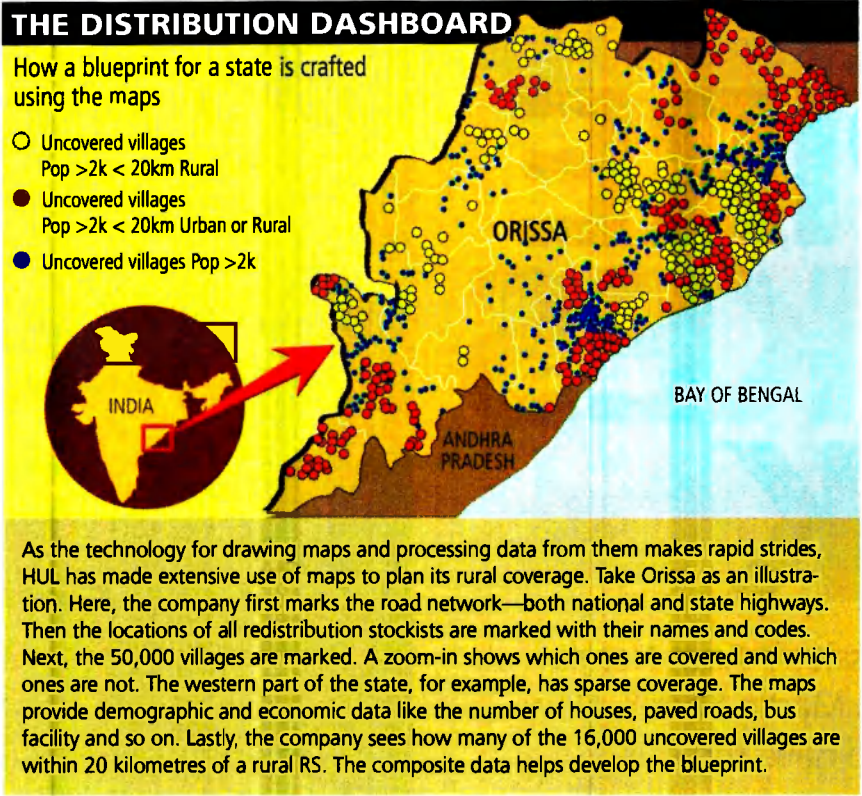 THE DISTRIBUTION DASHBOARD
How a blueprint for a state is crafted
using the maps
Uncovered villages
Pop >2k < 20km Rural
Uncovered villages
Pop >2k < 20km Urban or Rural
Uncovered villages Pop >2k
ORISSA
INDIA
BAY OF BENGAL
ANDHRA
PRADESH
As the technology for drawing maps and processing data from them makes rapid strides,
HUL has made extensive use of maps to plan its rural coverage. Take Orissa as an illustra-
tion. Here, the company first marks the road network—both national and state highways.
Then the locations of all redistribution stockists are marked with their names and codes.
Next, the 50,000 villages are marked. A zoom-in shows which ones are covered and which
ones are not. The western part of the state, for example, has sparse coverage. The maps
provide demographic and economic data like the number of houses, paved roads, bus
facility and so on. Lastly, the company sees how many of the 16,000 uncovered villages are
within 20 kilometres of a rural RS. The composite data helps develop the blueprint.